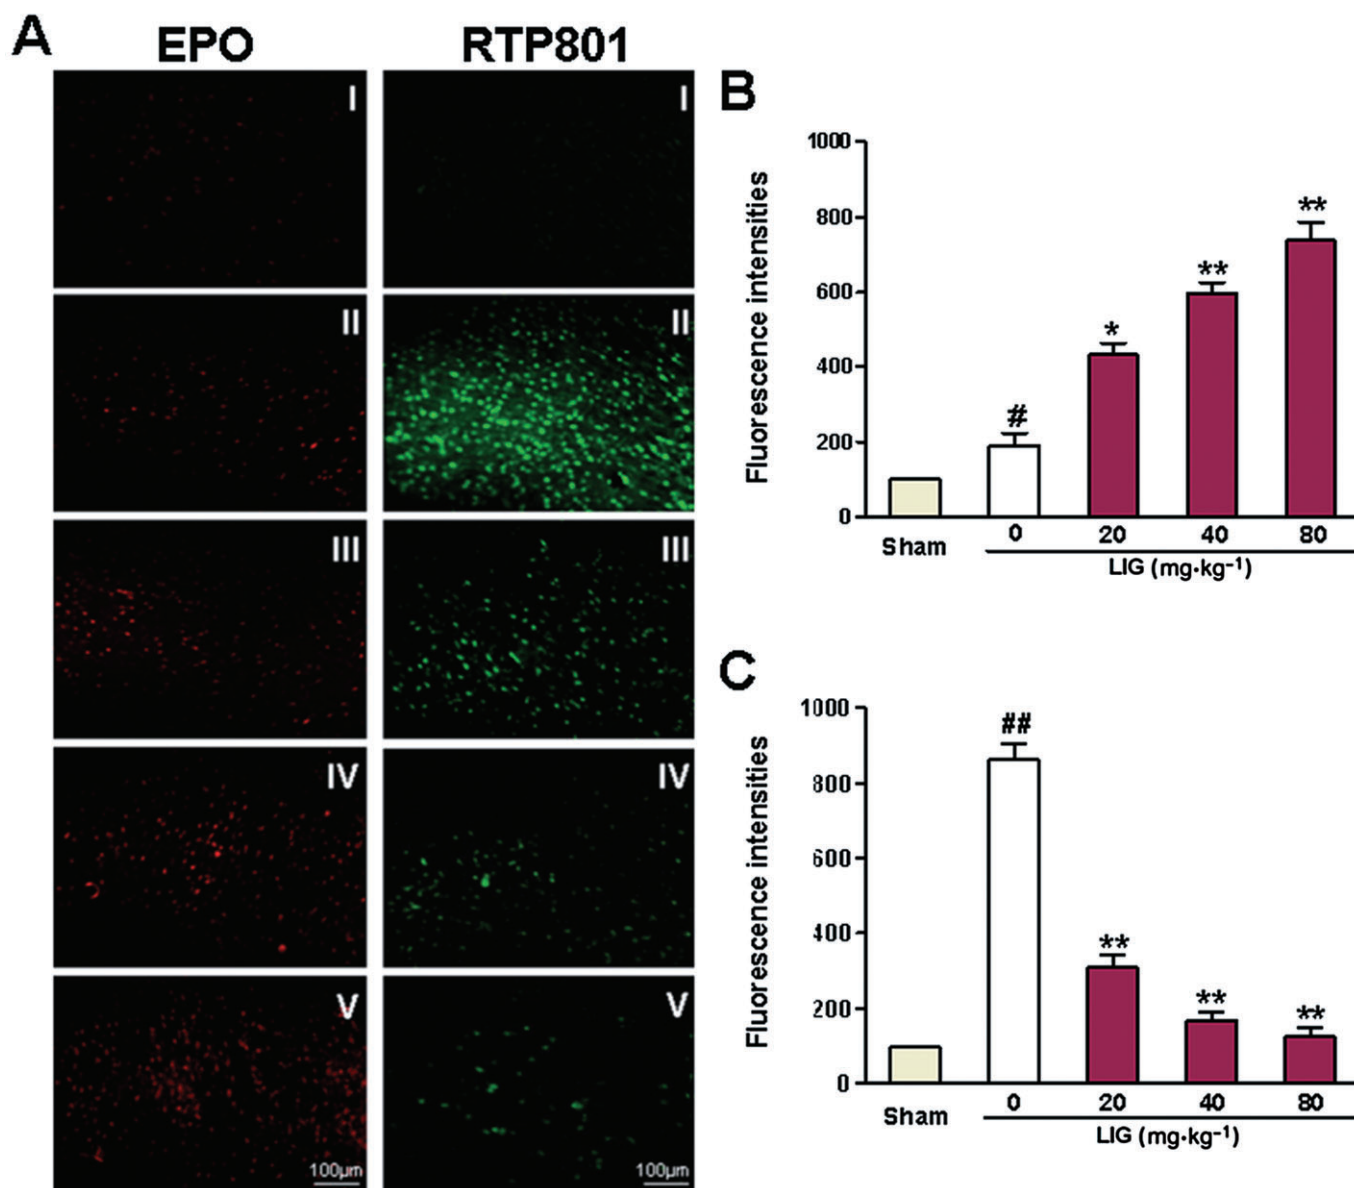 A
EPO
RTP801
I
I
II
II
III
III
IV
IV
V
V
100µm
100µm
B
Fluorescence intensities
1000
800
600
400
200
0
#
*
**
**
Sham
0
20
40
80
LIG (mg·kg⁻¹)
C
Fluorescence intensities
1000
800
600
400
200
0
##
**
**
**
Sham
0
20
40
80
LIG (mg·kg⁻¹)